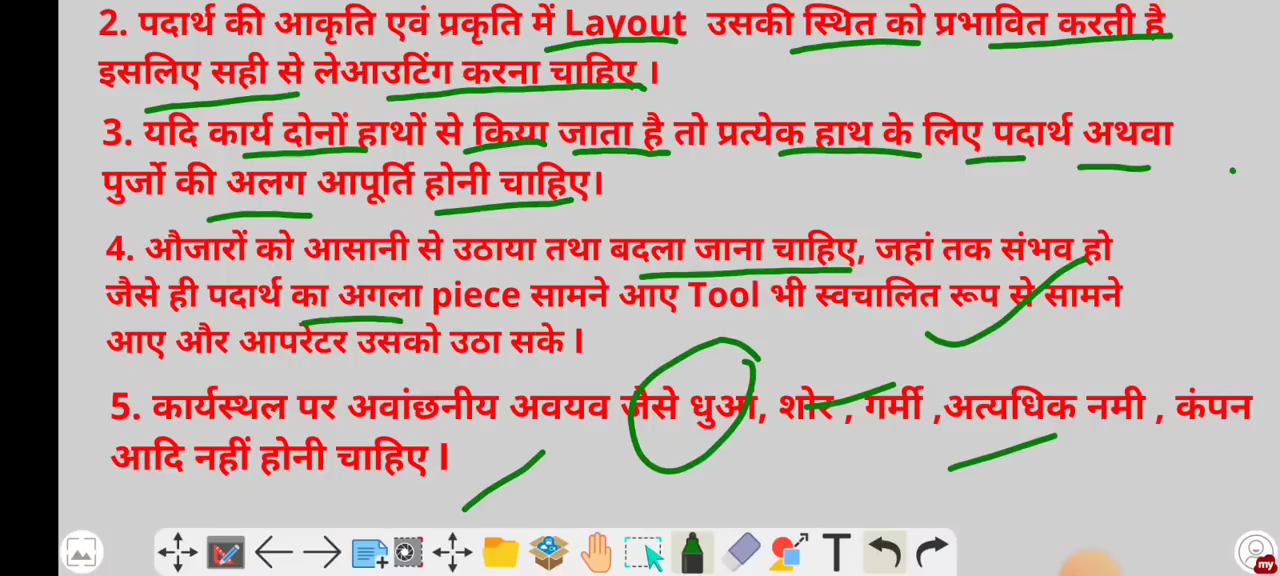 2. पदार्थ की आकृति एवं प्रकृति में Layout उसकी स्थित को प्रभावित करती है
इसलिए सही से लेआउटिंग करना चाहिए ।
3. यदि कार्य दोनों हाथों से किया जाता है तो प्रत्येक हाथ के लिए पदार्थ अथवा
पुर्जो की अलग आपूर्ति होनी चाहिए।
4. औजारों को आसानी से उठाया तथा बदला जाना चाहिए, जहां तक संभव हो
जैसे ही पदार्थ का अगला piece सामने आए Tool भी स्वचालित रूप से सामने
आए और आपरेटर उसको उठा सके l
5. कार्यस्थल पर अवांछनीय अवयव जैसे धुआ, शोर , गर्मी ,अत्यधिक नमी , कंपन
आदि नहीं होनी चाहिए l
T
my